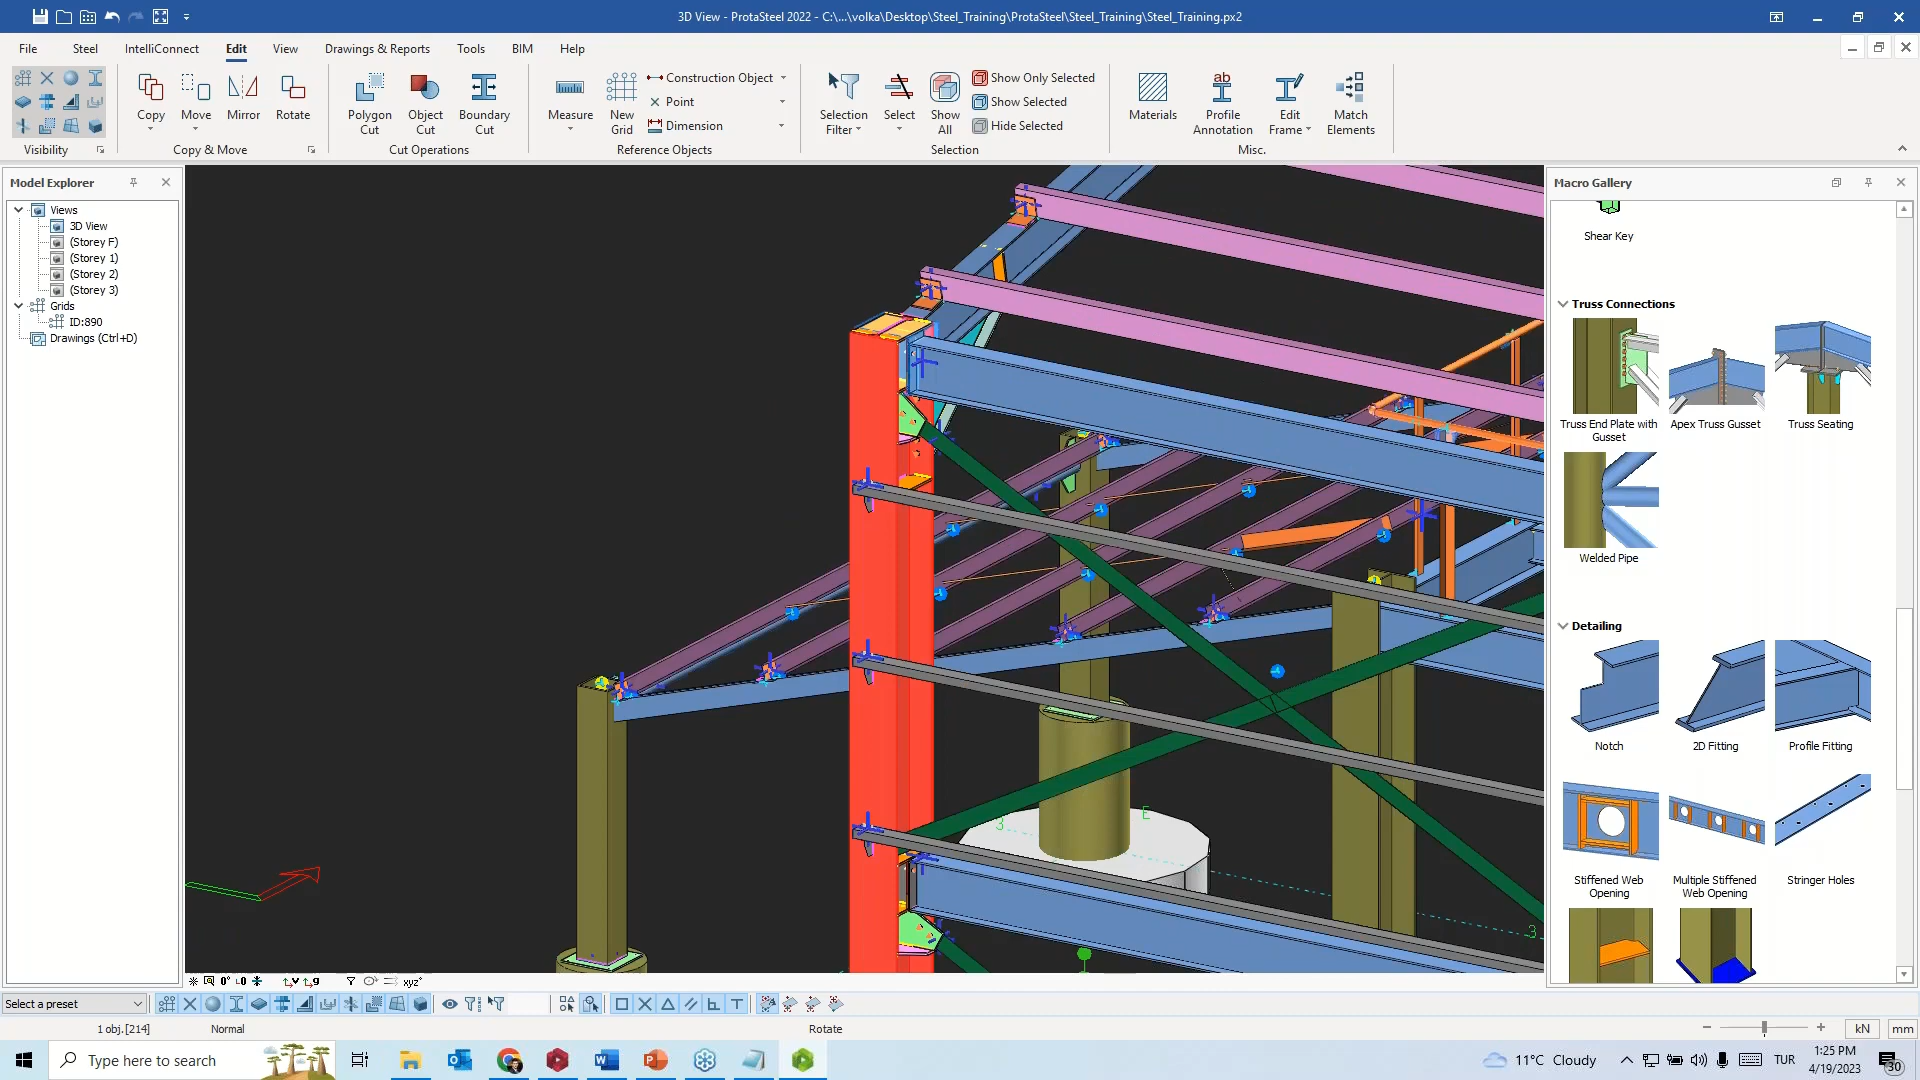 3D View - ProtaSteel 2022 - C:\...\volka\Desktop\Steel_Training\ProtaSteel\Steel_Training\Steel_Training.px2
File
Steel
IntelliConnect
Edit
View
Drawings & Reports
Tools
BIM
Help
Visibility
Copy
Move
Mirror
Rotate
Copy & Move
Polygon
Cut
Object
Cut
Boundary
Cut
Cut Operations
Measure
New
Grid
Construction Object
Point
Dimension
Reference Objects
Selection
Filter
Select
Show
All
Show Only Selected
Show Selected
Hide Selected
Selection
Materials
ab
Profile
Annotation
Edit
Frame
Match
Elements
Misc.
Model Explorer
Views
3D View
(Storey F)
(Storey 1)
(Storey 2)
(Storey 3)
Grids
ID:890
Drawings (Ctrl+D)
3
E
3
Macro Gallery
Shear Key
Truss Connections
Truss End Plate with
Gusset
Apex Truss Gusset
Truss Seating
Welded Pipe
Detailing
Notch
2D Fitting
Profile Fitting
Stiffened Web
Opening
Multiple Stiffened
Web Opening
Stringer Holes
xyz
Select a preset
1 obj.[214]
Normal
Rotate
kN
mm
Type here to search
11°C Cloudy
TUR
1:25 PM
4/19/2023
30